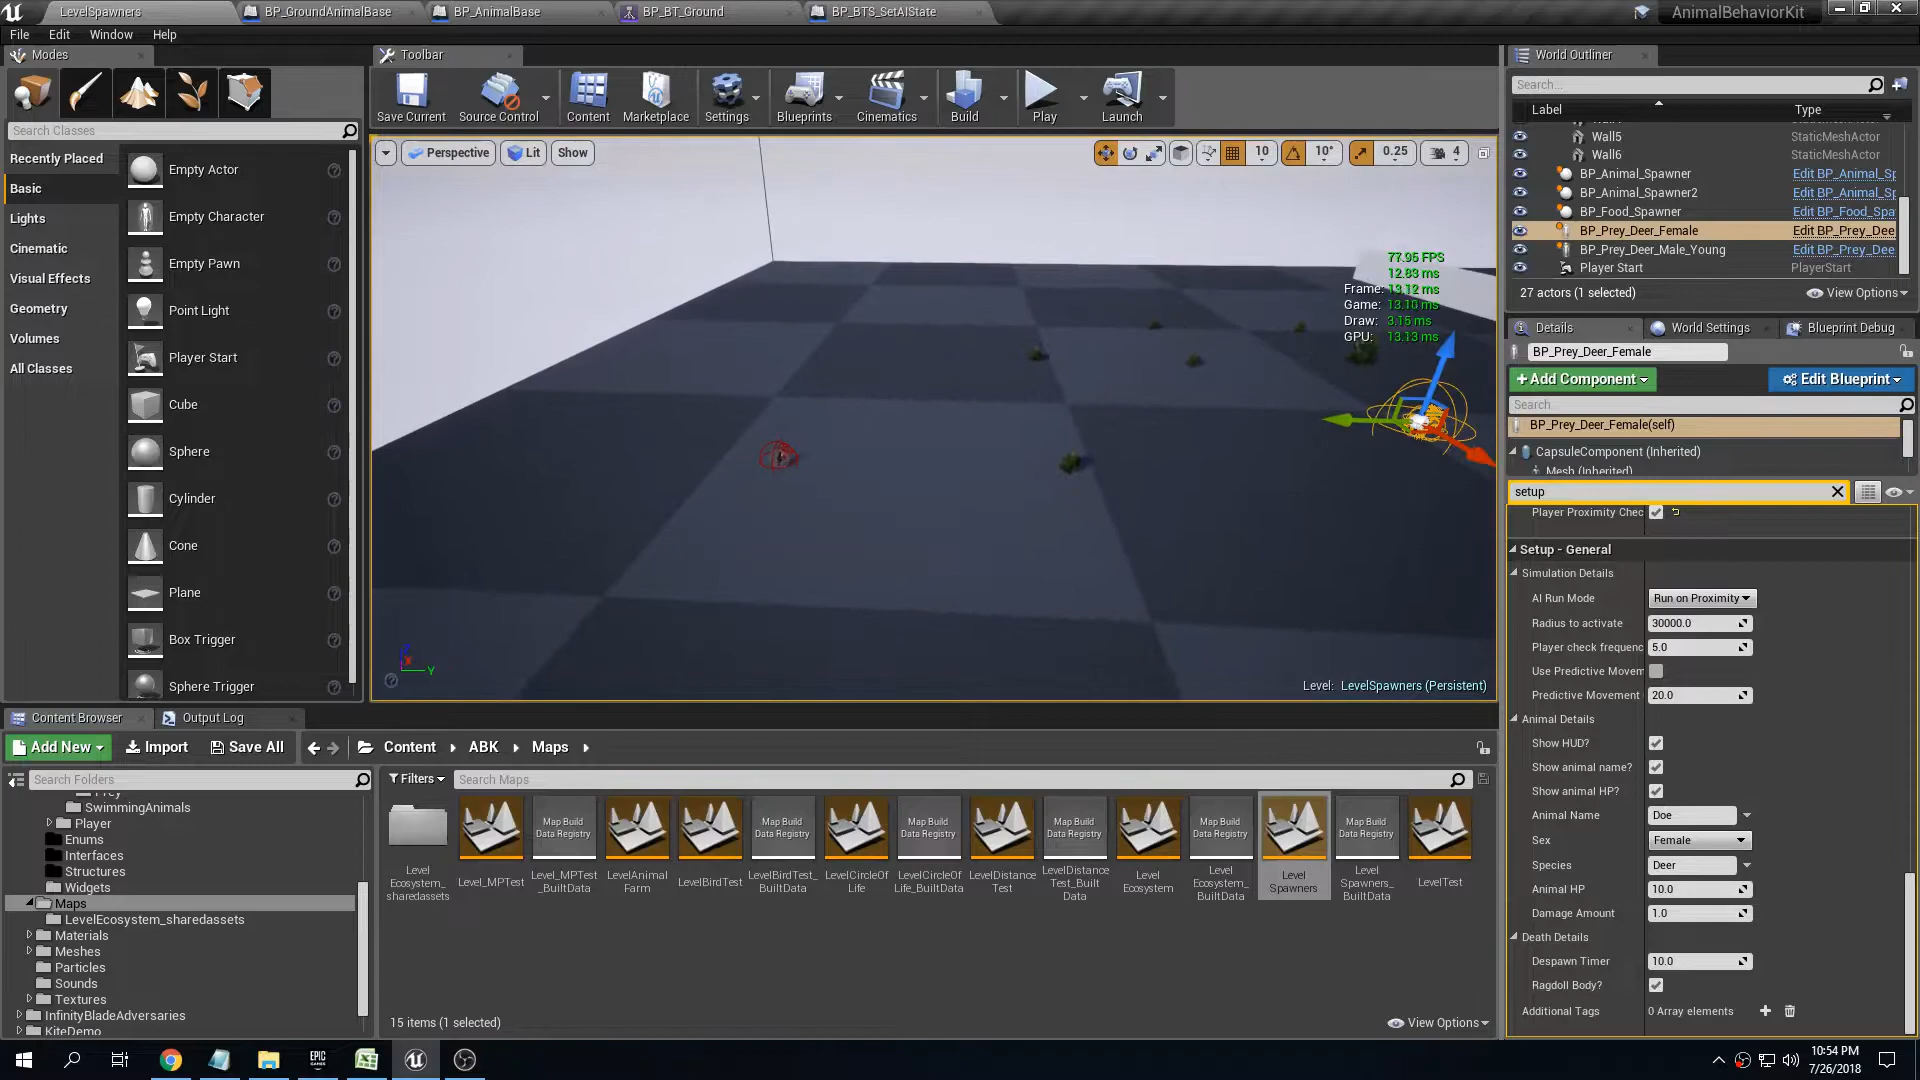 LevelSpawners
BP_GroundAnimalBase
BP_AnimalBase
BP_BT_Ground
BP_BTS_SetAIState
AnimalBehaviorKit
File Edit Window Help
Modes
Toolbar
World Outliner
Save Current
Source Control
Content
Marketplace
Settings
Blueprints
Cinematics
Build
Play
Launch
Search...
Label
Type
Search Classes
Wall5 StaticMeshActor
Wall6 StaticMeshActor
BP_Animal_Spawner Edit BP_Animal_Sp
BP_Animal_Spawner2 Edit BP_Animal_Sp
BP_Food_Spawner Edit BP_Food_Spa
BP_Prey_Deer_Female Edit BP_Prey_Dee
BP_Prey_Deer_Male_Young Edit BP_Prey_Dee
Player Start PlayerStart
27 actors (1 selected)
View Options
Recently Placed
Basic
Lights
Cinematic
Visual Effects
Geometry
Volumes
All Classes
Empty Actor
Empty Character
Empty Pawn
Point Light
Player Start
Cube
Sphere
Cylinder
Cone
Plane
Box Trigger
Sphere Trigger
Perspective
Lit
Show
10
10°
0.25
4
77.95 FPS
12.83 ms
Frame: 13.12 ms
Game: 13.10 ms
Draw: 3.15 ms
GPU: 13.13 ms
Level: LevelSpawners (Persistent)
Details
World Settings
Blueprint Debug
BP_Prey_Deer_Female
+Add Component
Edit Blueprint
Search
BP_Prey_Deer_Female(self)
CapsuleComponent (Inherited)
Mesh (Inherited)
setup
Player Proximity Chec
Setup - General
Simulation Details
AI Run Mode Run on Proximity
Radius to activate 30000.0
Player check frequenc 5.0
Use Predictive Movem
Predictive Movement 20.0
Animal Details
Show HUD?
Show animal name?
Show animal HP?
Animal Name Doe
Sex Female
Species Deer
Animal HP 10.0
Damage Amount 1.0
Death Details
Despawn Timer 10.0
Ragdoll Body?
Additional Tags 0 Array elements
Content Browser
Output Log
Add New
Import
Save All
Content
ABK
Maps
Search Folders
Filters
Search Maps
Prey
SwimmingAnimals
Player
Enums
Interfaces
Structures
Widgets
Maps
LevelEcosystem_sharedassets
Materials
Meshes
Particles
Sounds
Textures
InfinityBladeAdversaries
KiteDemo
Level
Ecosystem_
sharedassets
Level_MPTest
Map Build
Data Registry
Level_MPTest
_BuiltData
LevelAnimal
Farm
LevelBirdTest
Map Build
Data Registry
LevelBirdTest_
BuiltData
LevelCircleOf
Life
Map Build
Data Registry
LevelCircleOf
Life_BuiltData
LevelDistance
Test
Map Build
Data Registry
LevelDistance
Test_Built
Data
Level
Ecosystem
Map Build
Data Registry
Level
Ecosystem_
BuiltData
Level
Spawners
Map Build
Data Registry
Level
Spawners_
BuiltData
LevelTest
15 items (1 selected)
View Options
EPIC
GAMES
10:54 PM
7/26/2018